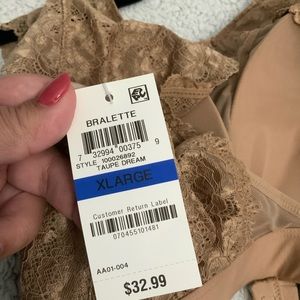 BRALETTE
7 32994 00375 9
STYLE 100026892
TAUPE DREAM
XLARGE
Customer Return Label
070455101481
AA01-004
$32.99